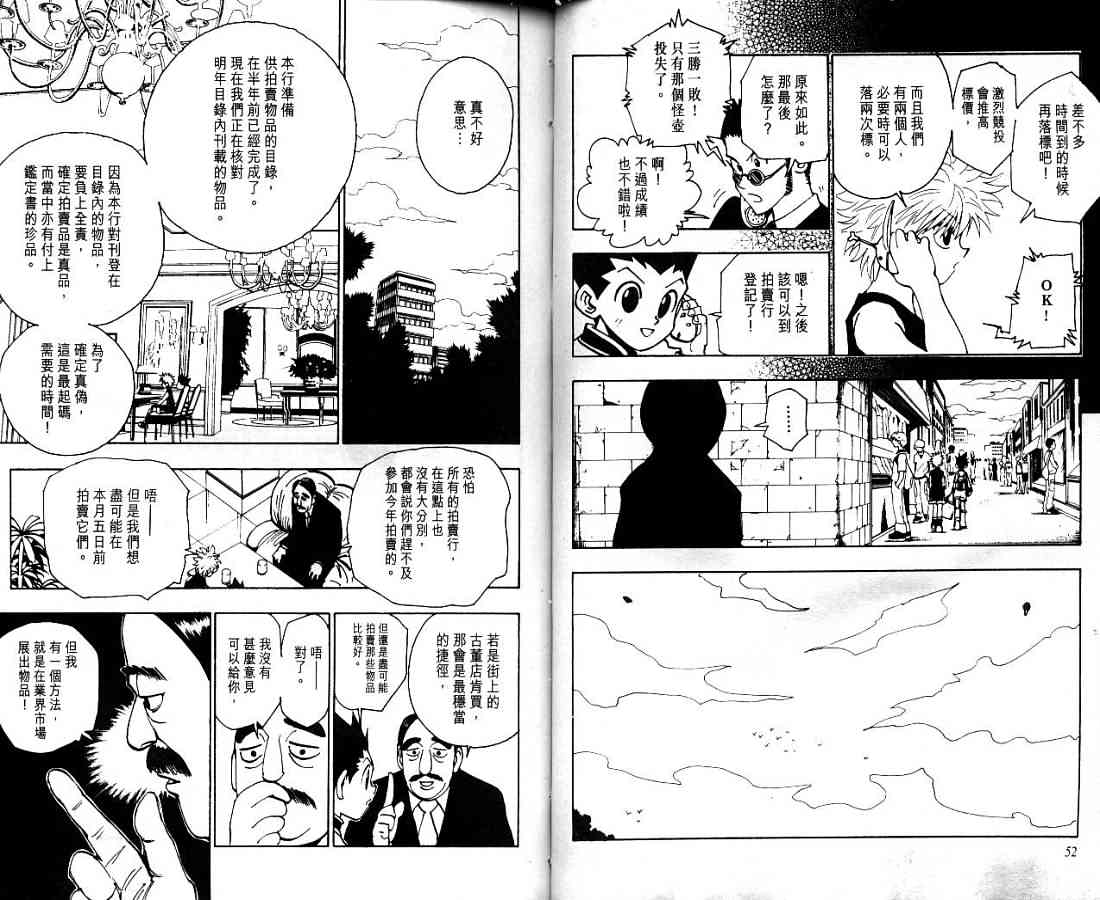 差不多
時間到的時候
再落標吧!
激烈競投
會推高
標價,
而且我們
有兩個人,
必要時可以
落兩次標。
OK!
原來如此。
那最後
怎麼了?
三勝一敗!
只有那個怪壺
投失了。
啊!
不過成績
也不錯啦!
嗯!之後
該可以到
拍賣行
登記了!
……
52
真不好
意思…
本行準備
供拍賣物品的目錄,
在半年前已經完成了。
現在我們正在核對
明年目錄內刊載的物品。
因為本行對刊登在
目錄內的物品,
要負上全責,
確定拍賣品是真品,
而當中亦有付上
鑑定書的珍品。
為了
確定真偽,
這是最起碼
需要的時間!
恐怕
所有的拍賣行,
在這點上也
沒有大分別,
都會說你們趕不及
參加今年拍賣的。
唔——
但是我們想
盡可能在
本月五日前
拍賣它們。
若是街上的
古董店肯買,
那會是最穩當
的捷徑,
但還是盡可能
拍賣那些物品
比較好。
唔——
對了。
我沒有
甚麼意見
可以給你,
但我
有一個方法,
就是在業界市場
展出物品!